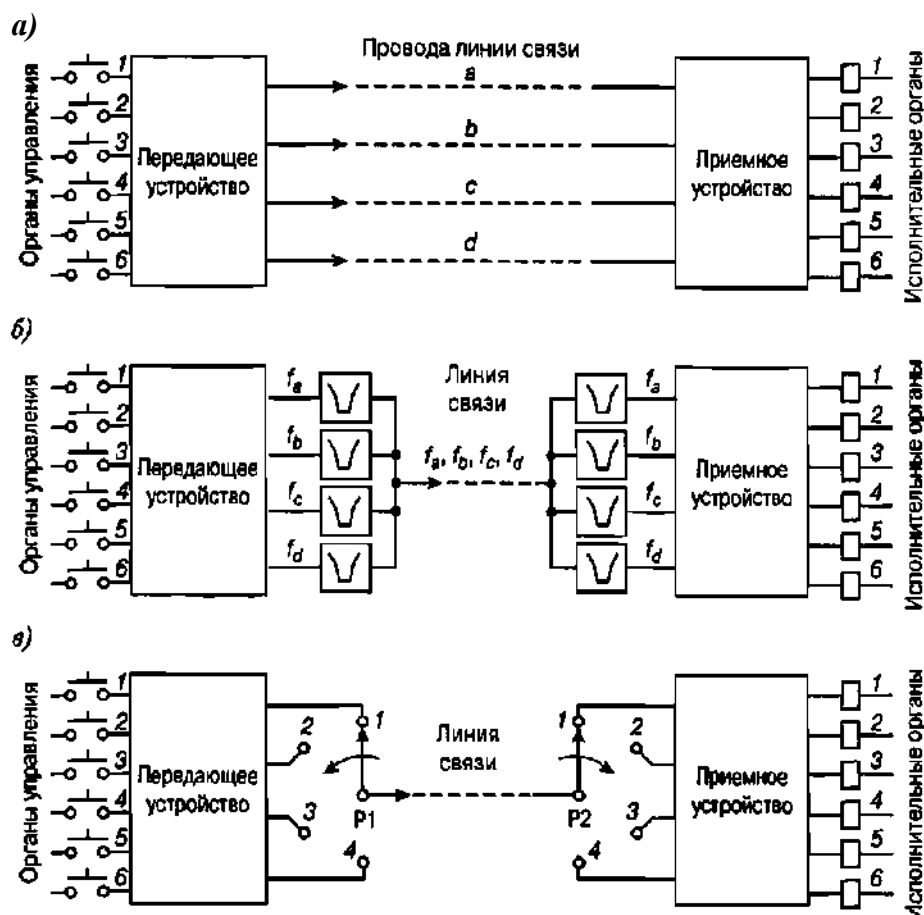 а)
Органы управления
1
2
3
4
5
6
Передающее
устройство
Провода линии связи
a
b
c
d
Приемное
устройство
1
2
3
4
5
6
Исполнительные органы
б)
Органы управления
1
2
3
4
5
6
Передающее
устройство
fa
fb
fc
fd
Линия
связи
fa, fb, fc, fd
fa
fb
fc
fd
Приемное
устройство
1
2
3
4
5
6
Исполнительные органы
в)
Органы управления
1
2
3
4
5
6
Передающее
устройство
1
2
3
4
P1
Линия
связи
1
2
3
4
P2
Приемное
устройство
1
2
3
4
5
6
Исполнительные органы